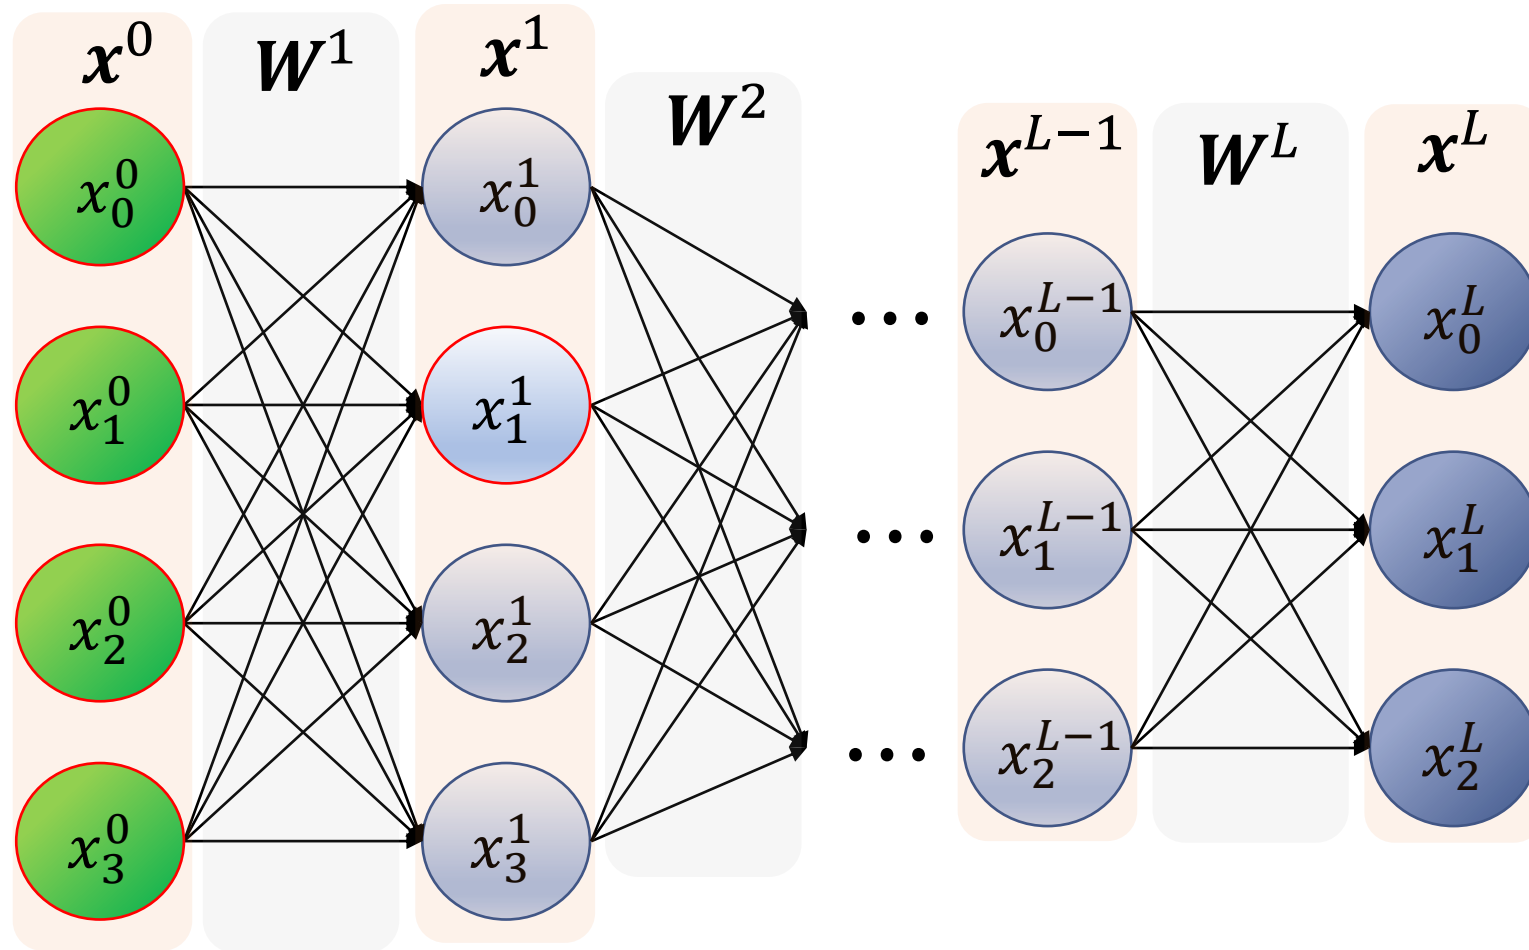 x^0 W^1 x^1 W^2 x^{L-1} W^L x^L
x_0^0 x_0^1 ... x_0^{L-1} x_0^L
x_1^0 x_1^1 ... x_1^{L-1} x_1^L
x_2^0 x_2^1 ... x_2^{L-1} x_2^L
x_3^0 x_3^1